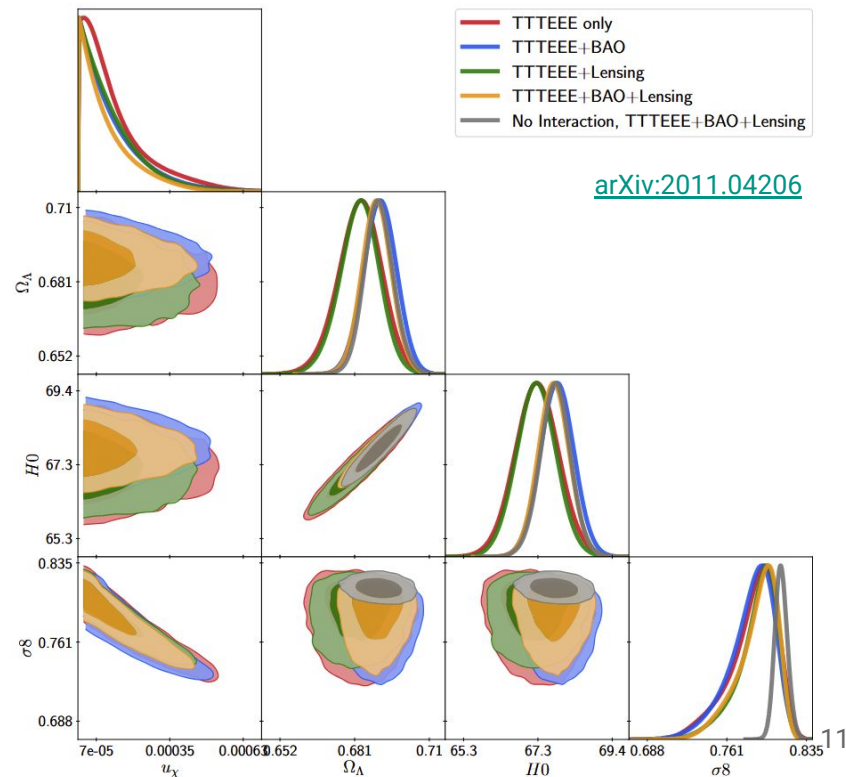 TTTEEE only
TTTEEE+BAO
TTTEEE+Lensing
TTTEEE+BAO+Lensing
No Interaction, TTTEEE+BAO+Lensing
arXiv:2011.04206
0.71
0.681
0.652
Ω_Λ
69.4
67.3
65.3
H0
0.835
0.761
0.688
σ8
7e-05 0.00035 0.00063
0.652 0.681 0.71
65.3 67.3 69.4
0.688 0.761 0.835
u_χ
Ω_Λ
H0
σ8
11